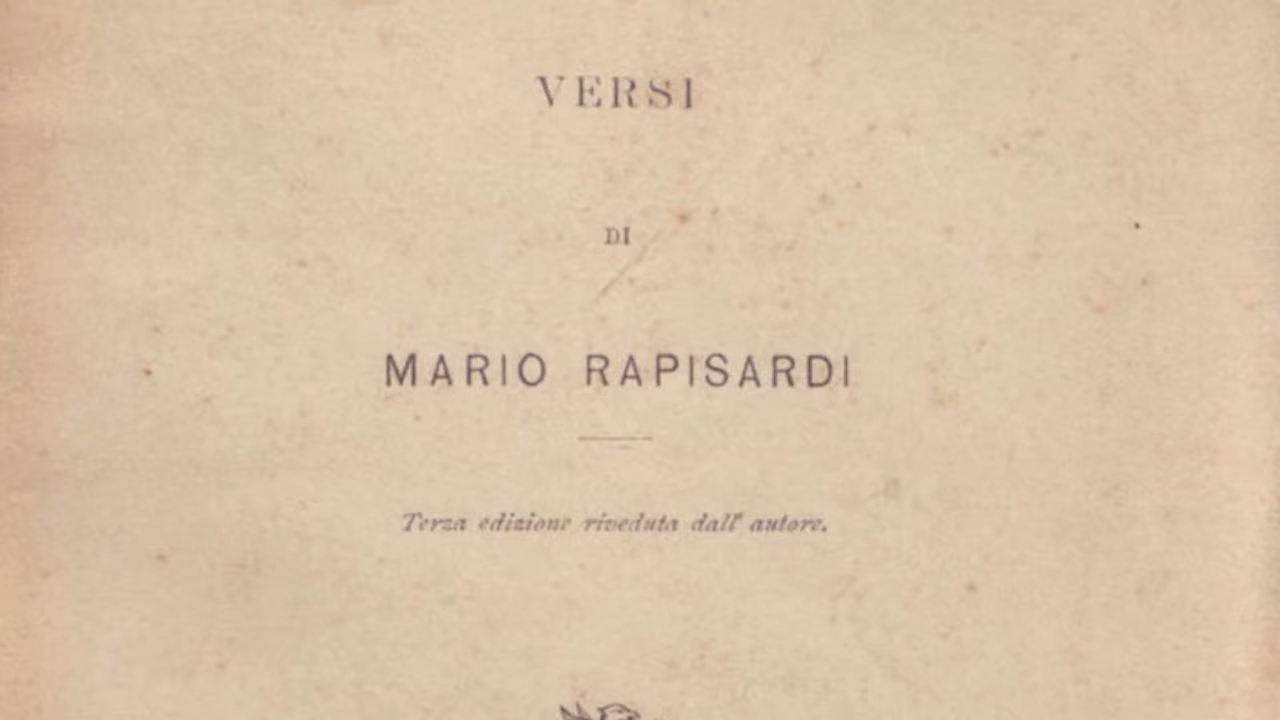 VERSI
DI
MARIO RAPISARDI
Terza edizione riveduta dall' autore.